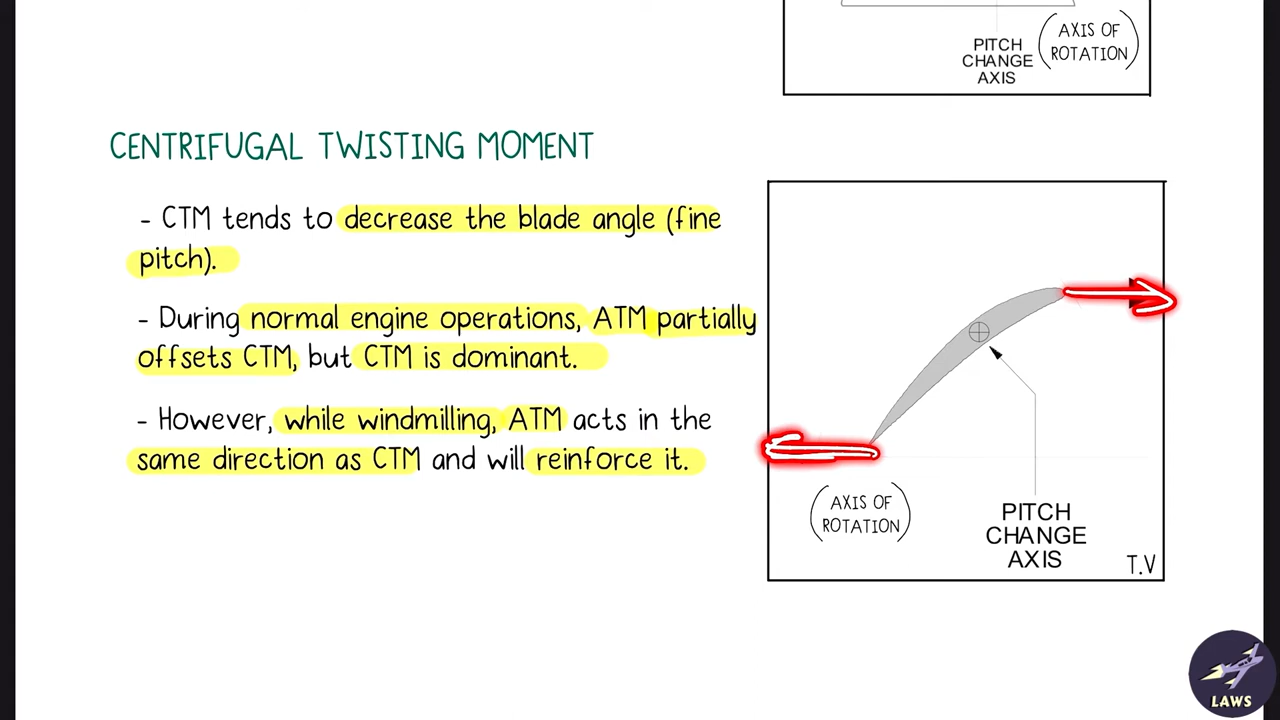 PITCH
CHANGE
AXIS
(AXIS OF
ROTATION)
CENTRIFUGAL TWISTING MOMENT
- CTM tends to decrease the blade angle (fine
pitch).
- During normal engine operations, ATM partially
offsets CTM, but CTM is dominant.
- However, while windmilling, ATM acts in the
same direction as CTM and will reinforce it.
(AXIS OF
ROTATION)
PITCH
CHANGE
AXIS
T.V
LAWS